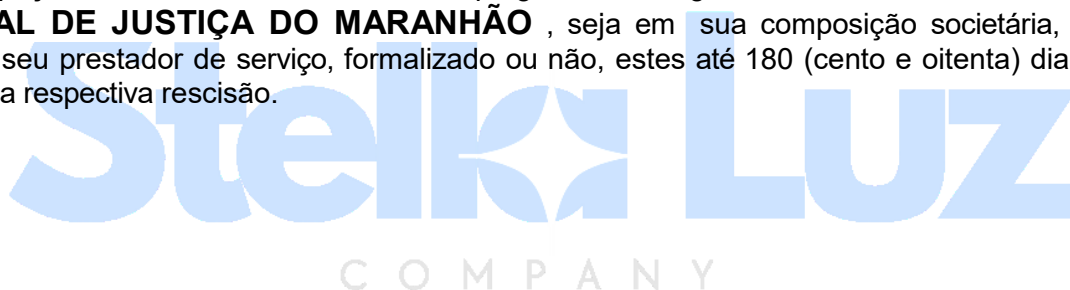 AL DE JUSTIÇA DO MARANHÃO , seja em sua composição societária,
seu prestador de serviço, formalizado ou não, estes até 180 (cento e oitenta) dia
a respectiva rescisão.
Stella Luz
COMPANY